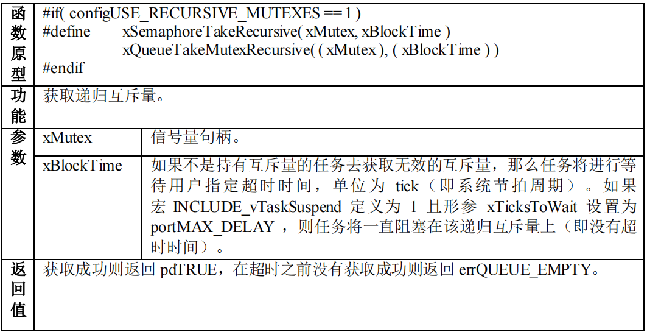 函数原型
#if( configUSE_RECURSIVE_MUTEXES == 1 )
#define xSemaphoreTakeRecursive( xMutex, xBlockTime )
xQueueTakeMutexRecursive( ( xMutex ), ( xBlockTime ) )
#endif
功能
获取递归互斥量。
参数
xMutex
信号量句柄。
xBlockTime
如果不是持有互斥量的任务去获取无效的互斥量，那么任务将进行等
待用户指定超时时间，单位为 tick（即系统节拍周期）。如果
宏 INCLUDE_vTaskSuspend 定义为 1 且形参 xTicksToWait 设置为
portMAX_DELAY ，则任务将一直阻塞在该递归互斥量上（即没有超
时时间）。
返回值
获取成功则返回 pdTRUE，在超时之前没有获取成功则返回 errQUEUE_EMPTY。